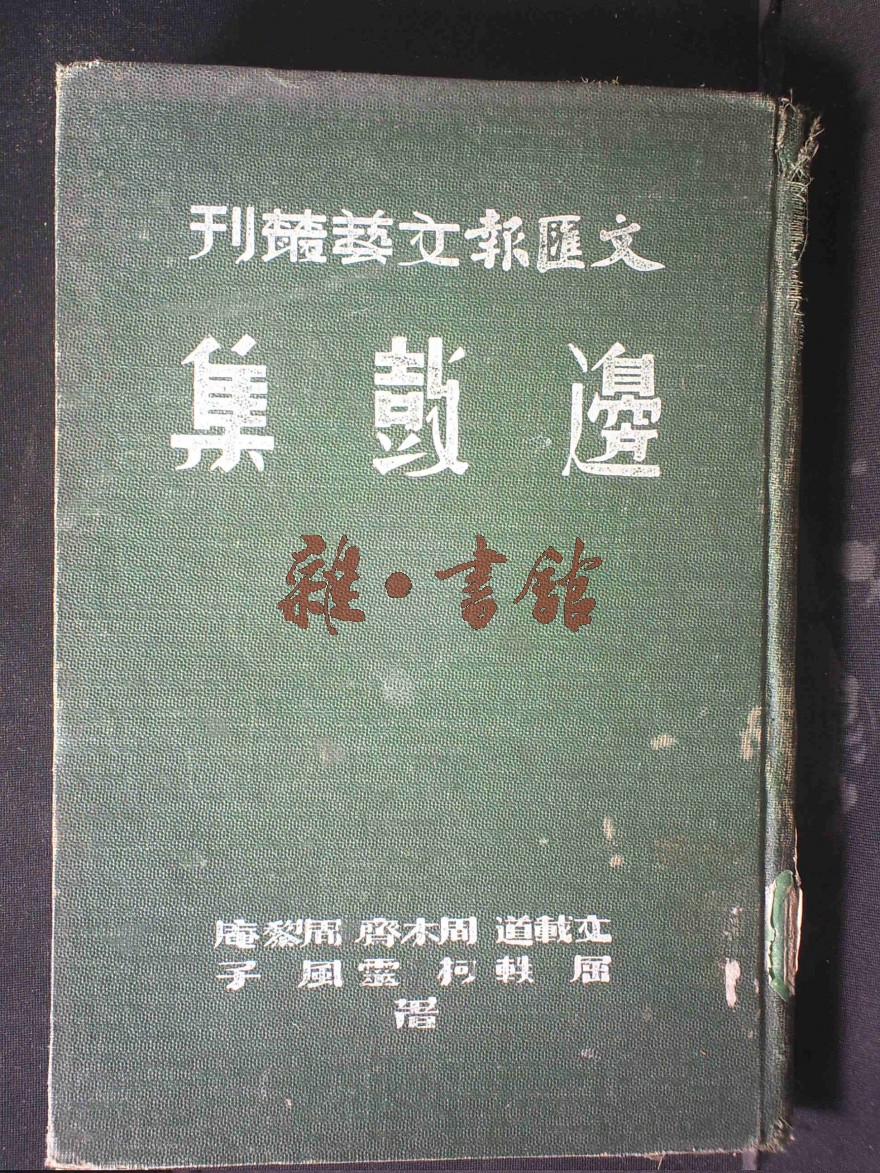 文匯報文藝叢刊
邊鼓集
雜·書館
文載道 周木齋 周黎庵
屈軼 柯靈 風子
著